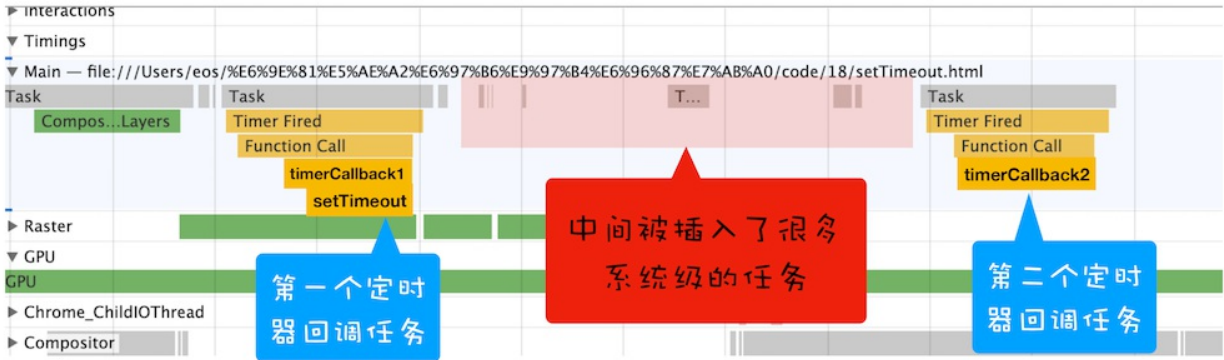 Interactions
Timings
Main — file:///Users/eos/%E6%9E%81%E5%AE%A2%E6%97%B6%E9%97%B4%E6%96%87%E7%AB%A0/code/18/setTimeout.html
Task
Task
T...
Task
Compos...Layers
Timer Fired
Timer Fired
Function Call
Function Call
timerCallback1
timerCallback2
setTimeout
Raster
中间被插入了很多
系统级的任务
GPU
GPU
第一个定时
器回调任务
第二个定时
器回调任务
Chrome_ChildIOThread
Compositor